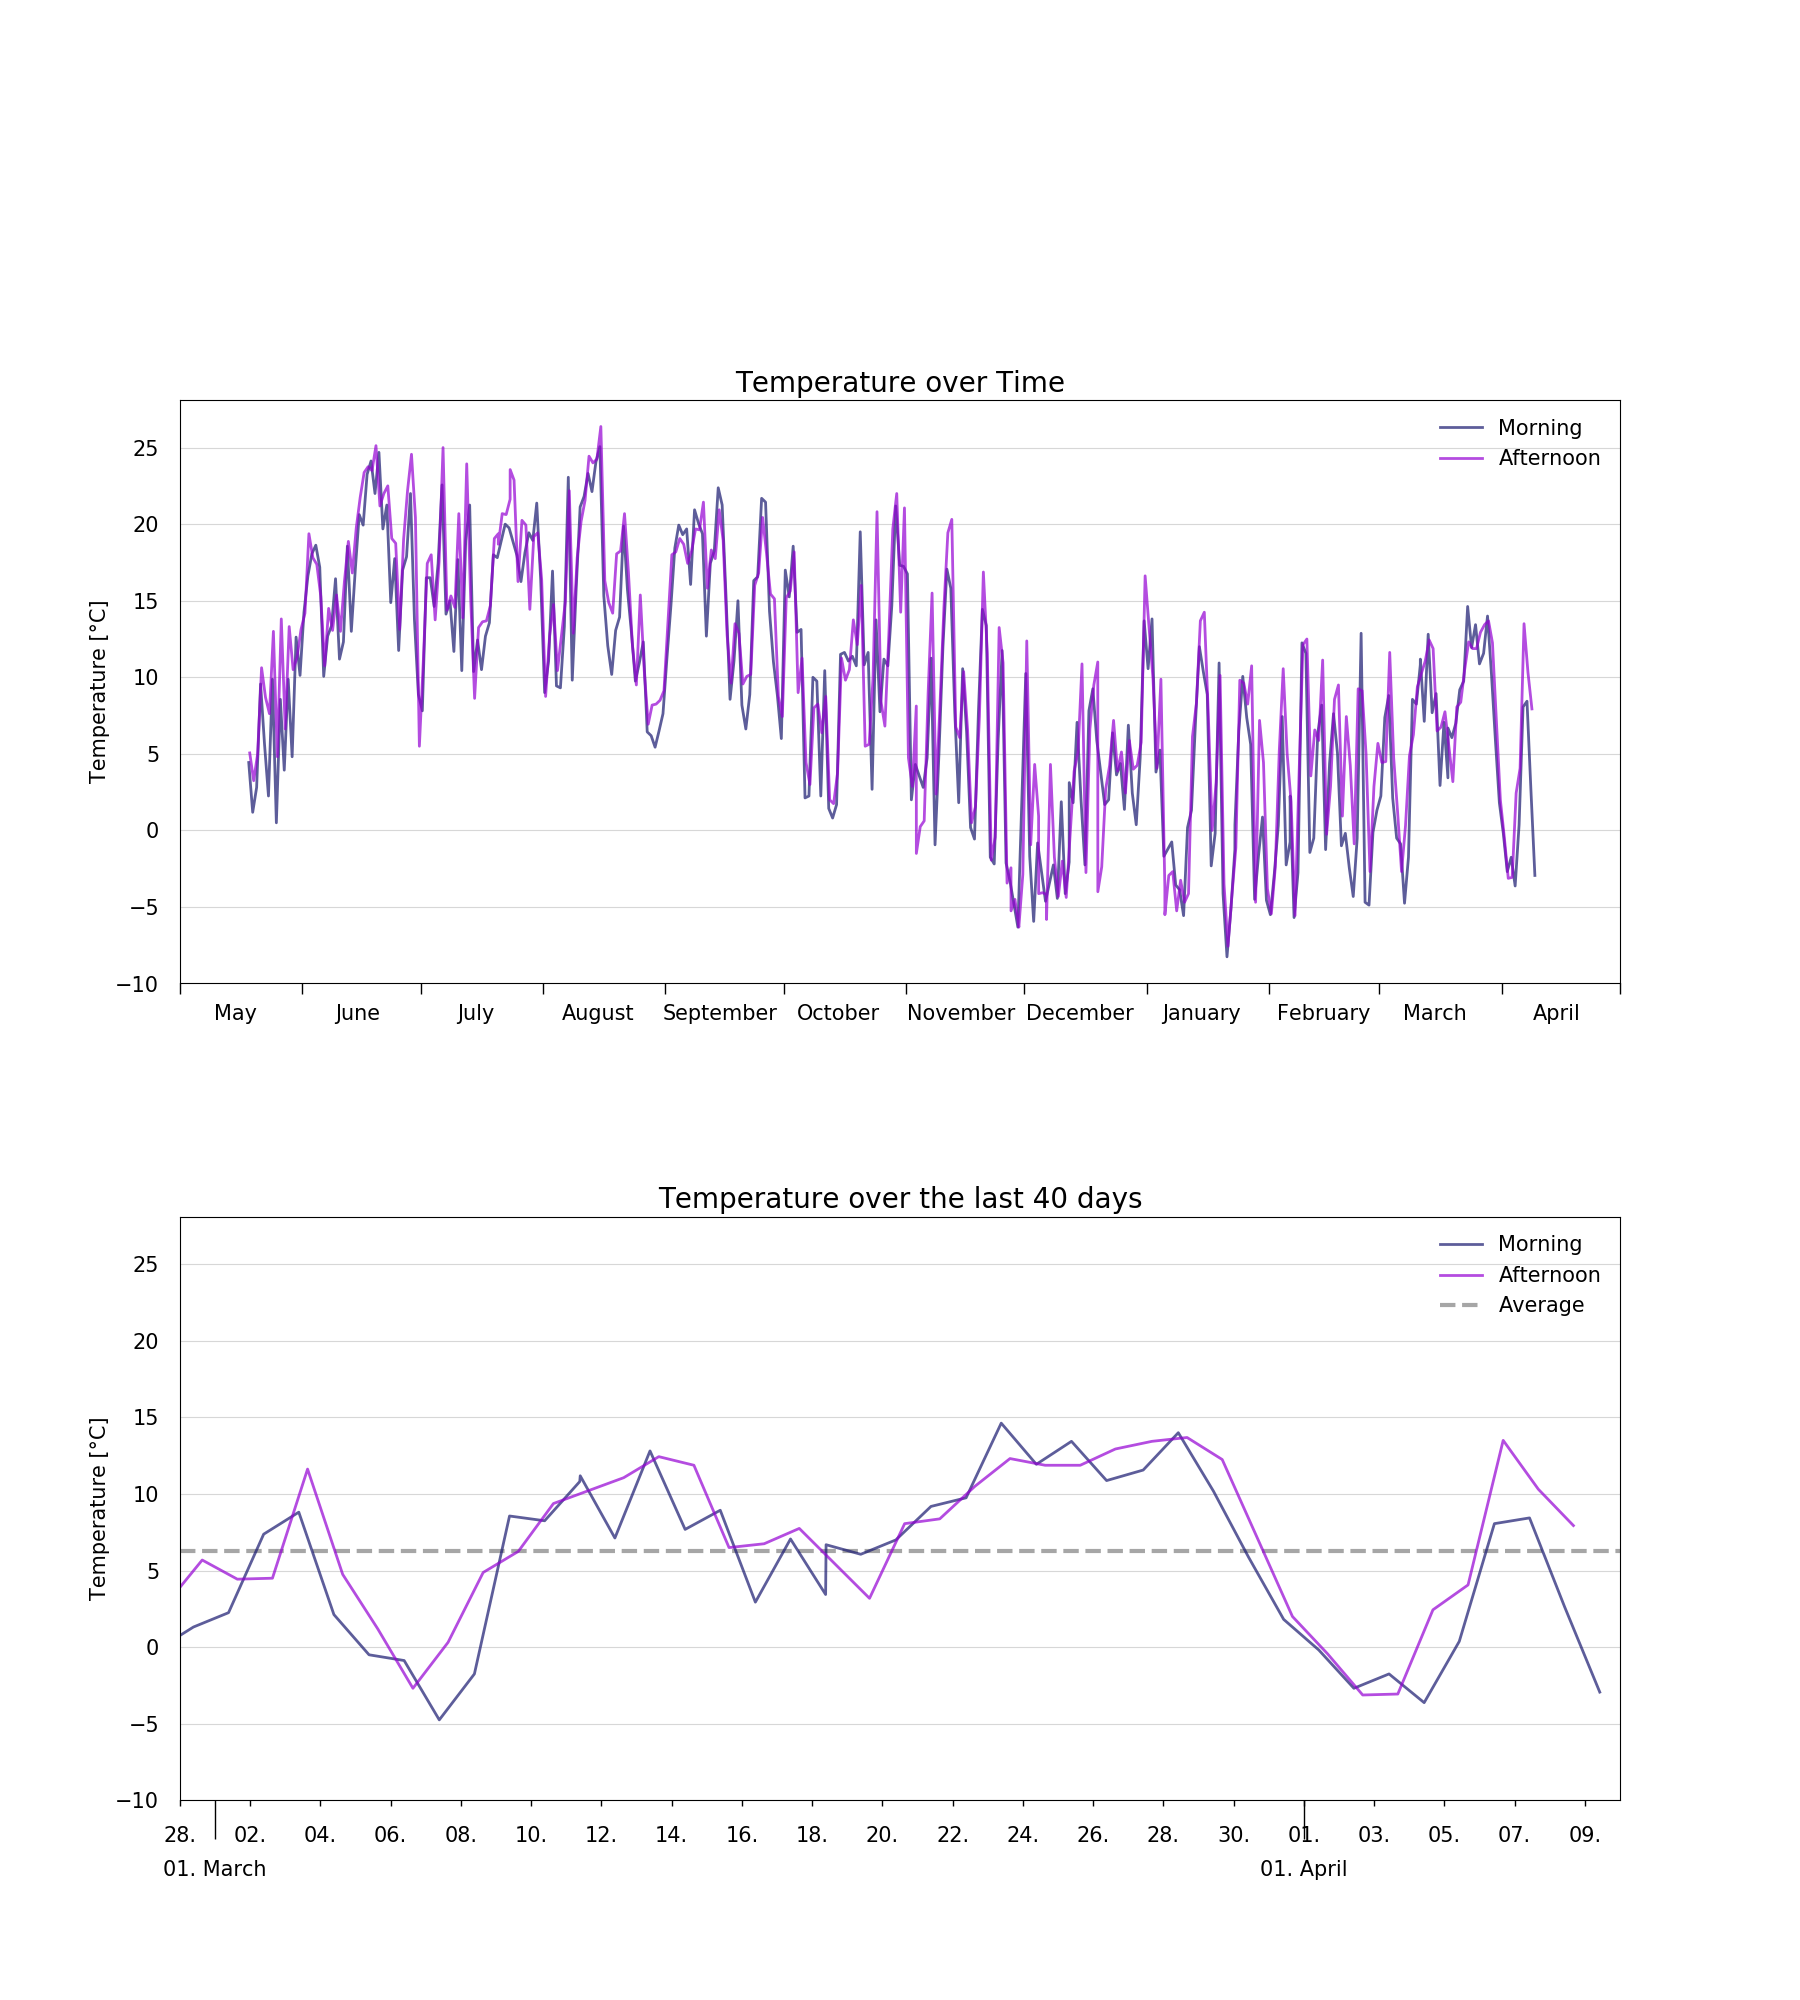 Temperature over Time
Morning
Afternoon
Temperature [°C]
25
20
15
10
5
0
−5
−10
May June July August September October November December January February March April
Temperature over the last 40 days
Morning
Afternoon
Average
Temperature [°C]
25
20
15
10
5
0
−5
−10
28. 02. 04. 06. 08. 10. 12. 14. 16. 18. 20. 22. 24. 26. 28. 30. 01. 03. 05. 07. 09.
01. March 01. April